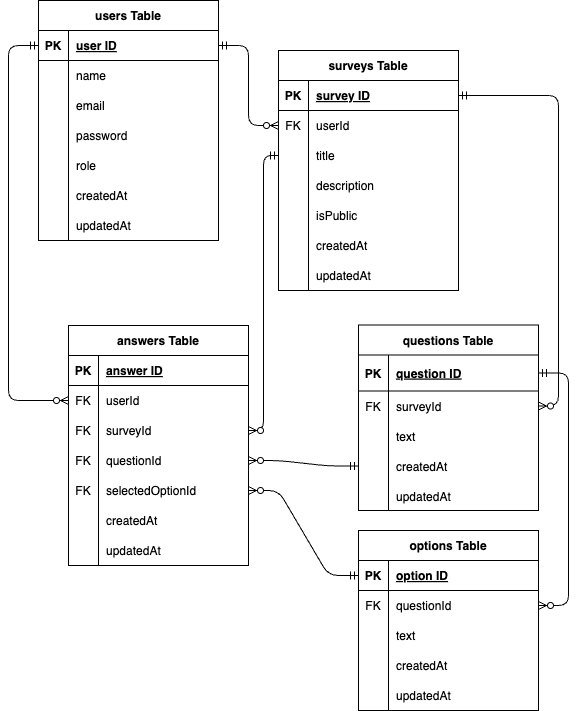 users Table
PK user ID
name
email
password
role
createdAt
updatedAt
surveys Table
PK survey ID
FK userId
title
description
isPublic
createdAt
updatedAt
answers Table
PK answer ID
FK userId
FK surveyId
FK questionId
FK selectedOptionId
createdAt
updatedAt
questions Table
PK question ID
FK surveyId
text
createdAt
updatedAt
options Table
PK option ID
FK questionId
text
createdAt
updatedAt